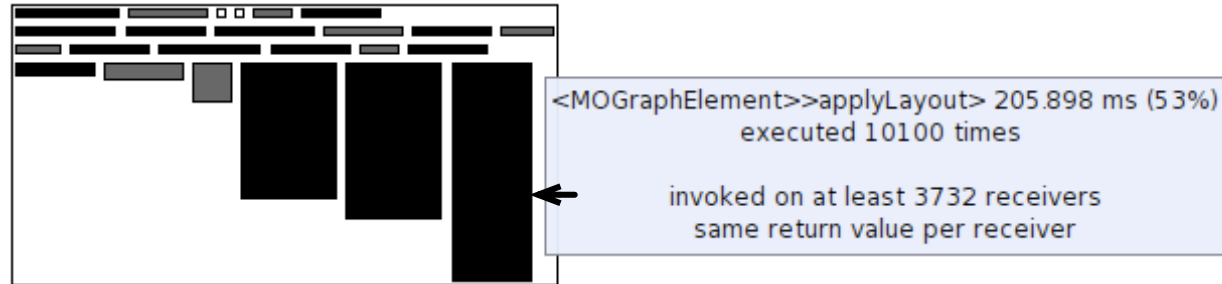 <MOGraphElement>>applyLayout> 205.898 ms (53%)
executed 10100 times
invoked on at least 3732 receivers
same return value per receiver